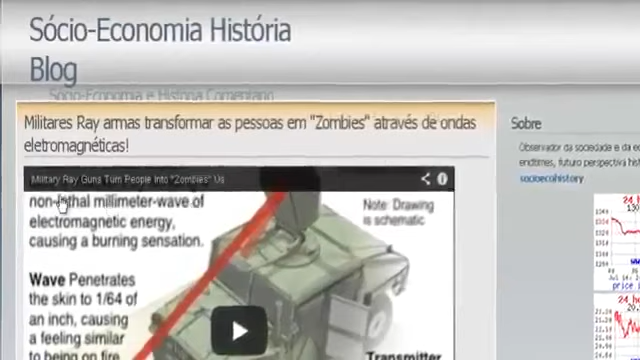 Sócio-Economia História
Blog
Sócio-Economia e História Comentário
Militares Ray armas transformar as pessoas em "Zombies" através de ondas
eletromagnéticas!
Military Ray Guns Turn People Into "Zombies" Us
non-lethal millimeter-wave of
electromagnetic energy,
causing a burning sensation.
Wave Penetrates
the skin to 1/64 of
an inch, causing
a feeling similar
to being on fire
Note: Drawing
is schematic
Transmitter
Sobre
Observador da sociedade e da
endtimes, futuro perspectiva
socioecohistory
24